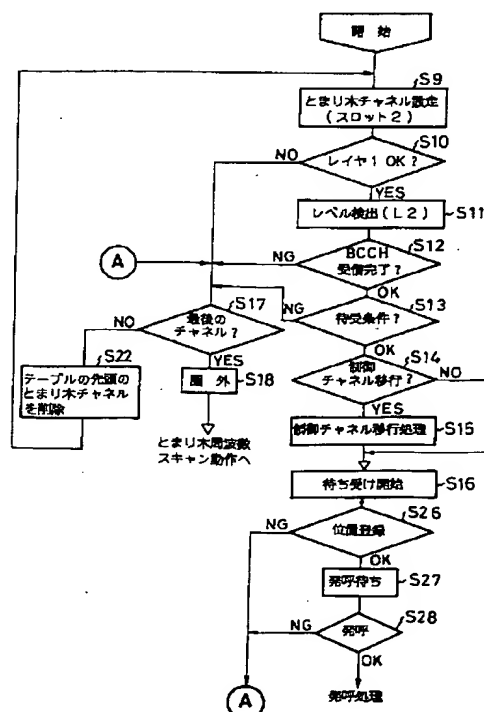 開始
S9
とまり木チャネル設定
(スロット2)
S10
レイヤ1 OK?
NO
YES
レベル検出(L2)
S11
A
NG
BCCH
受信完了?
S12
OK
S13
待受条件?
NG
OK
S17
最後の
チャネル?
NO
YES
S14
制御
チャネル移行?
NO
YES
S22
テーブルの先頭の
とまり木チャネル
を削除
圏外
S18
とまり木周波数
スキャン動作へ
制御チャネル移行処理
S15
待ち受け開始
S16
S26
位置登録
NG
OK
発呼待ち
S27
S28
発呼
NG
OK
A
発呼処理